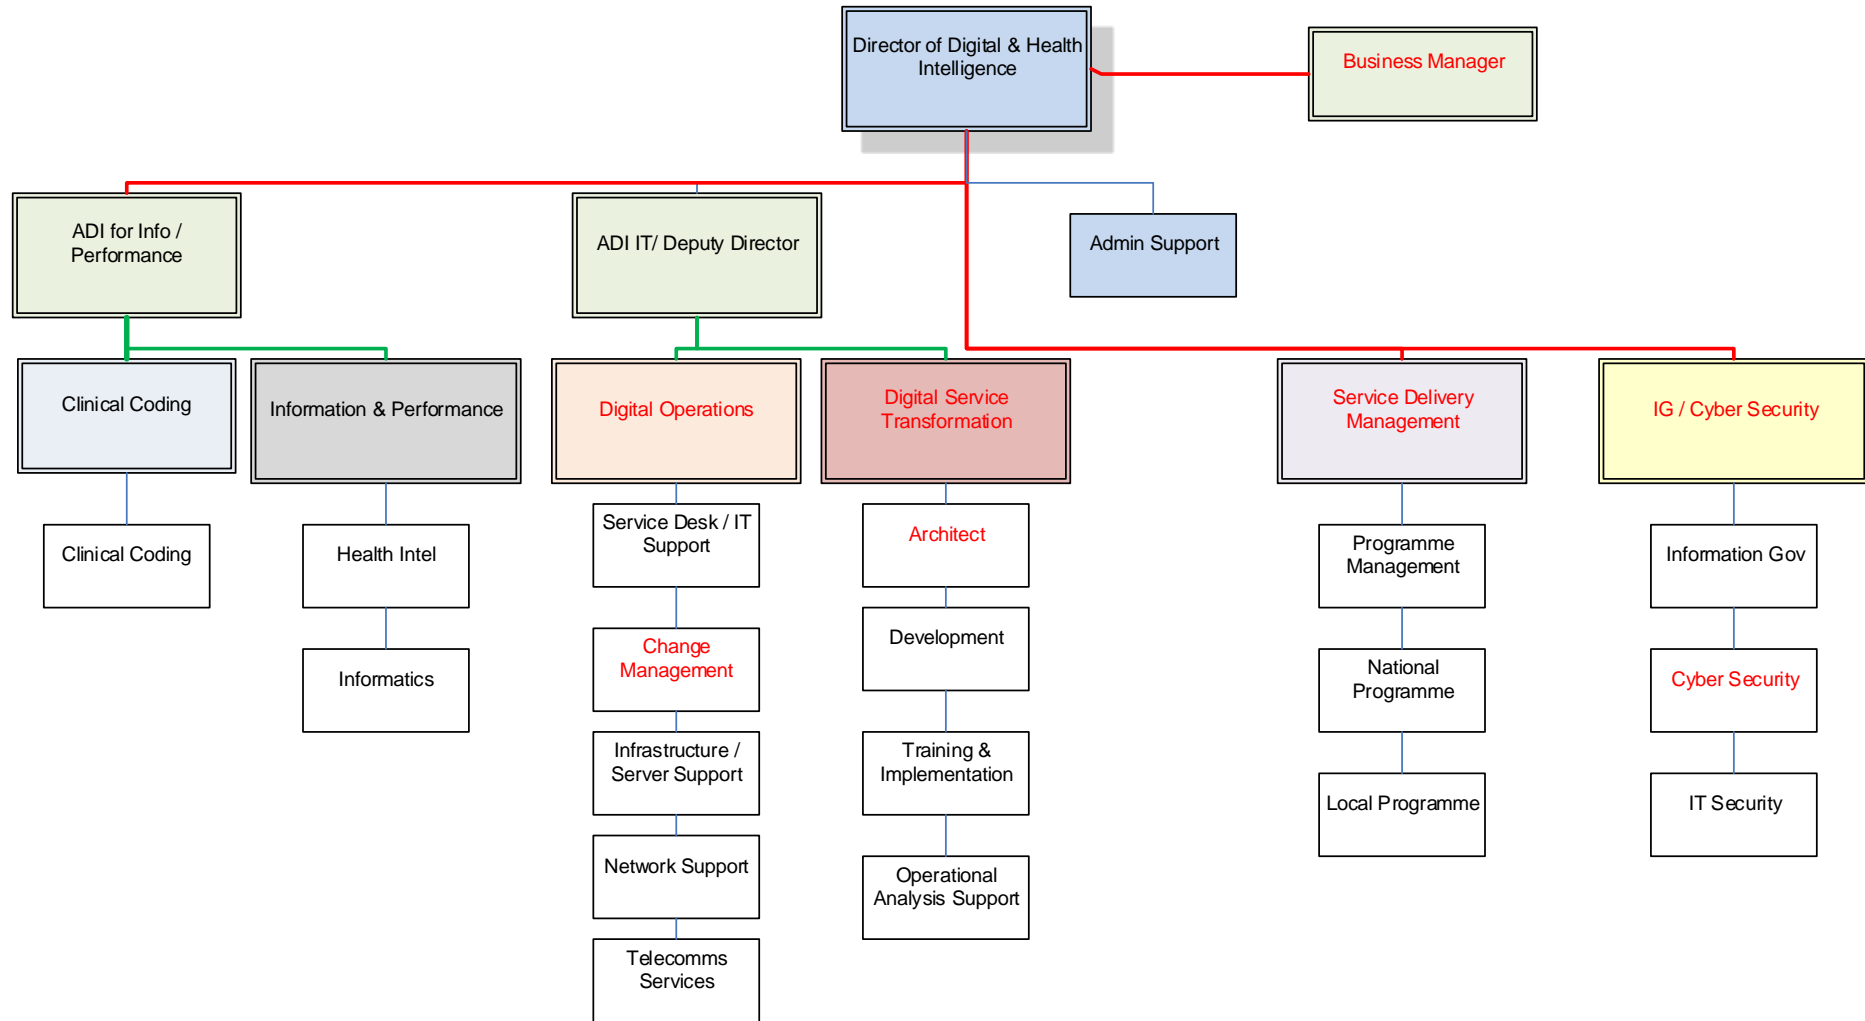 Director of Digital & Health
Intelligence
Business Manager
ADI for Info /
Performance
ADI IT/ Deputy Director
Admin Support
Clinical Coding
Information & Performance
Digital Operations
Digital Service
Transformation
Service Delivery
Management
IG / Cyber Security
Clinical Coding
Health Intel
Informatics
Service Desk / IT
Support
Change
Management
Infrastructure /
Server Support
Network Support
Telecomms
Services
Architect
Development
Training &
Implementation
Operational
Analysis Support
Programme
Management
National
Programme
Local Programme
Information Gov
Cyber Security
IT Security